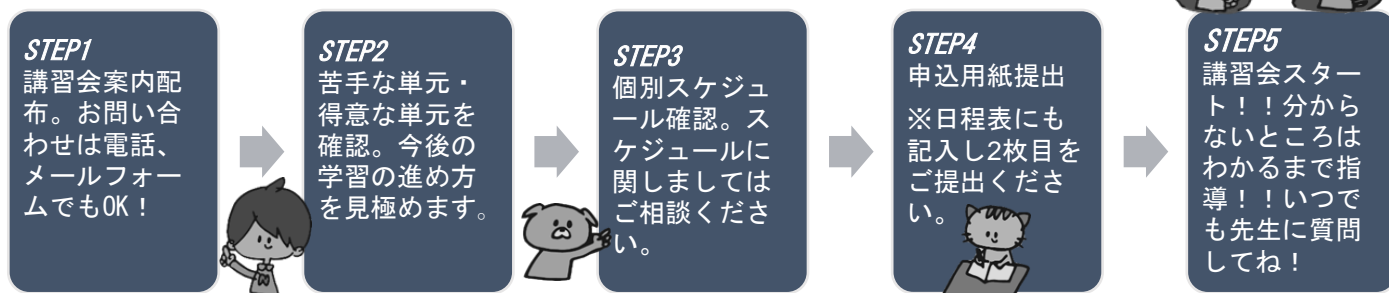 STEP1
講習会案内配
布。お問い合
わせは電話、
メールフォー
ムでもOK！
STEP2
苦手な単元・
得意な単元を
確認。今後の
学習の進め方
を見極めます。
STEP3
個別スケジュ
ール確認。ス
ケジュールに
関しましては
ご相談くださ
い。
STEP4
申込用紙提出
※日程表にも
記入し2枚目を
ご提出くださ
い。
STEP5
講習会スター
ト！！分から
ないところは
わかるまで指
導！！いつで
も先生に質問
してね！